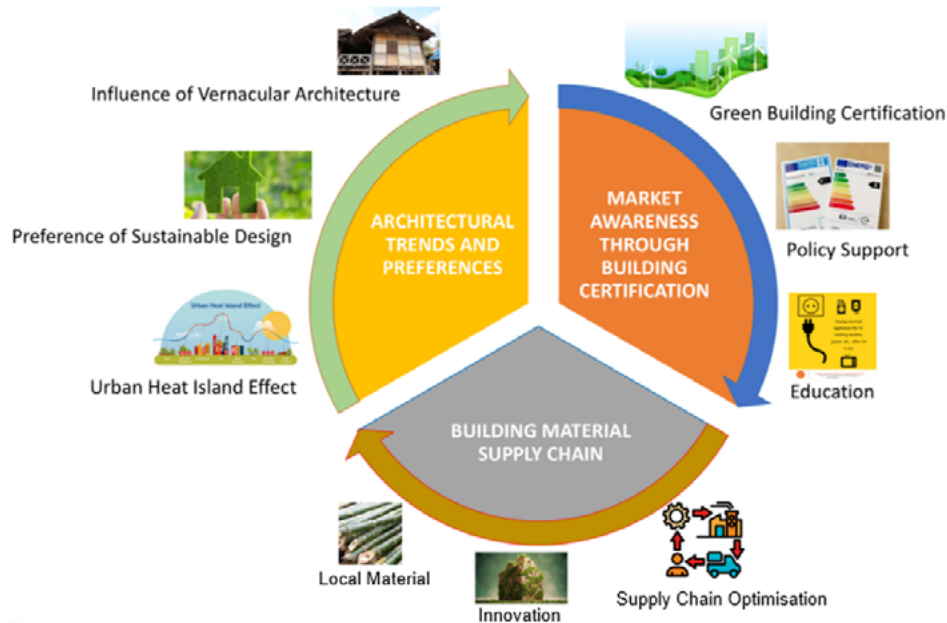 Influence of Vernacular Architecture
Green Building Certification
Preference of Sustainable Design
ARCHITECTURAL
TRENDS AND
PREFERENCES
MARKET
AWARENESS
THROUGH
BUILDING
CERTIFICATION
Policy Support
Urban Heat Island Effect
Urban Heat Island Effect
Education
BUILDING MATERIAL
SUPPLY CHAIN
Local Material
Innovation
Supply Chain Optimisation